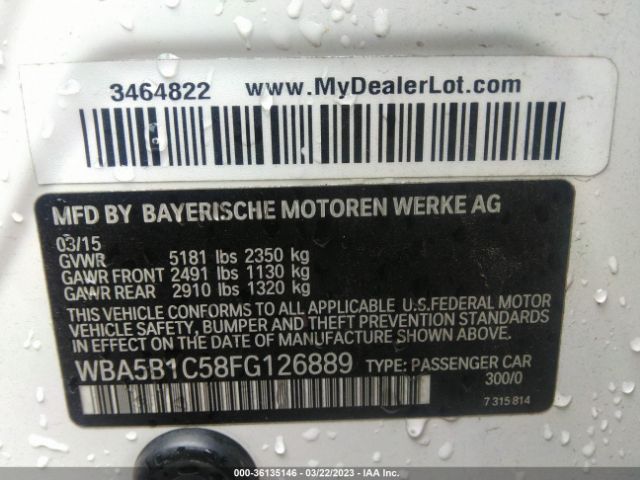 3464822 www.MyDealerLot.com
MFD BY BAYERISCHE MOTOREN WERKE AG
03/15
GVWR 5181 lbs 2350 kg
GAWR FRONT 2491 lbs 1130 kg
GAWR REAR 2910 lbs 1320 kg
THIS VEHICLE CONFORMS TO ALL APPLICABLE U.S.FEDERAL MOTOR
VEHICLE SAFETY, BUMPER AND THEFT PREVENTION STANDARDS
IN EFFECT ON THE DATE OF MANUFACTURE SHOWN ABOVE.
WBA5B1C58FG126889 TYPE: PASSENGER CAR
300/0
7 315 814
000-36135146 - 03/22/2023 - IAA Inc.